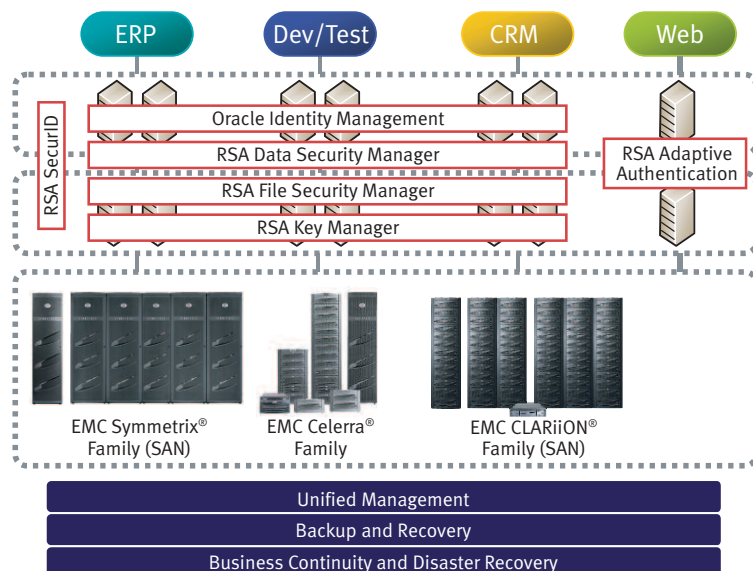 ERP
Dev/Test
CRM
Web
RSA SecurID
Oracle Identity Management
RSA Data Security Manager
RSA File Security Manager
RSA Key Manager
RSA Adaptive
Authentication
EMC Symmetrix®
Family (SAN)
EMC Celerra®
Family
EMC CLARiiON®
Family (SAN)
Unified Management
Backup and Recovery
Business Continuity and Disaster Recovery